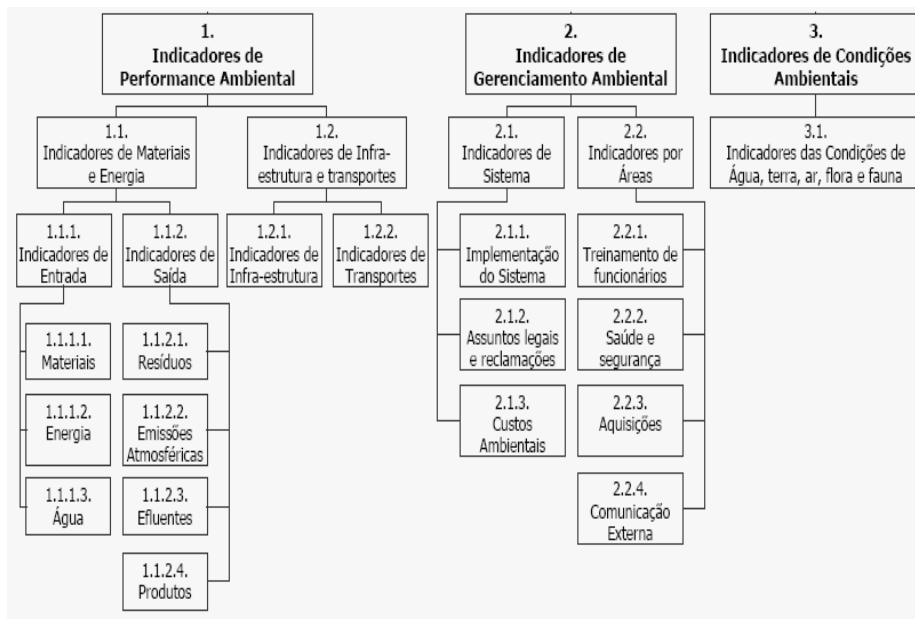 1.
Indicadores de
Performance Ambiental
2.
Indicadores de
Gerenciamento Ambiental
3.
Indicadores de Condições
Ambientais
1.1.
Indicadores de Materiais
e Energia
1.2.
Indicadores de Infra-
estrutura e transportes
2.1.
Indicadores de
Sistema
2.2.
Indicadores por
Áreas
3.1.
Indicadores das Condições de
Água, terra, ar, flora e fauna
1.1.1.
Indicadores de
Entrada
1.1.2.
Indicadores de
Saída
1.2.1.
Indicadores de
Infra-estrutura
1.2.2.
Indicadores de
Transportes
2.1.1.
Implementação
do Sistema
2.2.1.
Treinamento de
funcionários
1.1.1.1.
Materiais
1.1.2.1.
Resíduos
2.1.2.
Assuntos legais
e reclamações
2.2.2.
Saúde e
segurança
1.1.1.2.
Energia
1.1.2.2.
Emissões
Atmosféricas
2.1.3.
Custos
Ambientais
2.2.3.
Aquisições
1.1.1.3.
Água
1.1.2.3.
Efluentes
2.2.4.
Comunicação
Externa
1.1.2.4.
Produtos